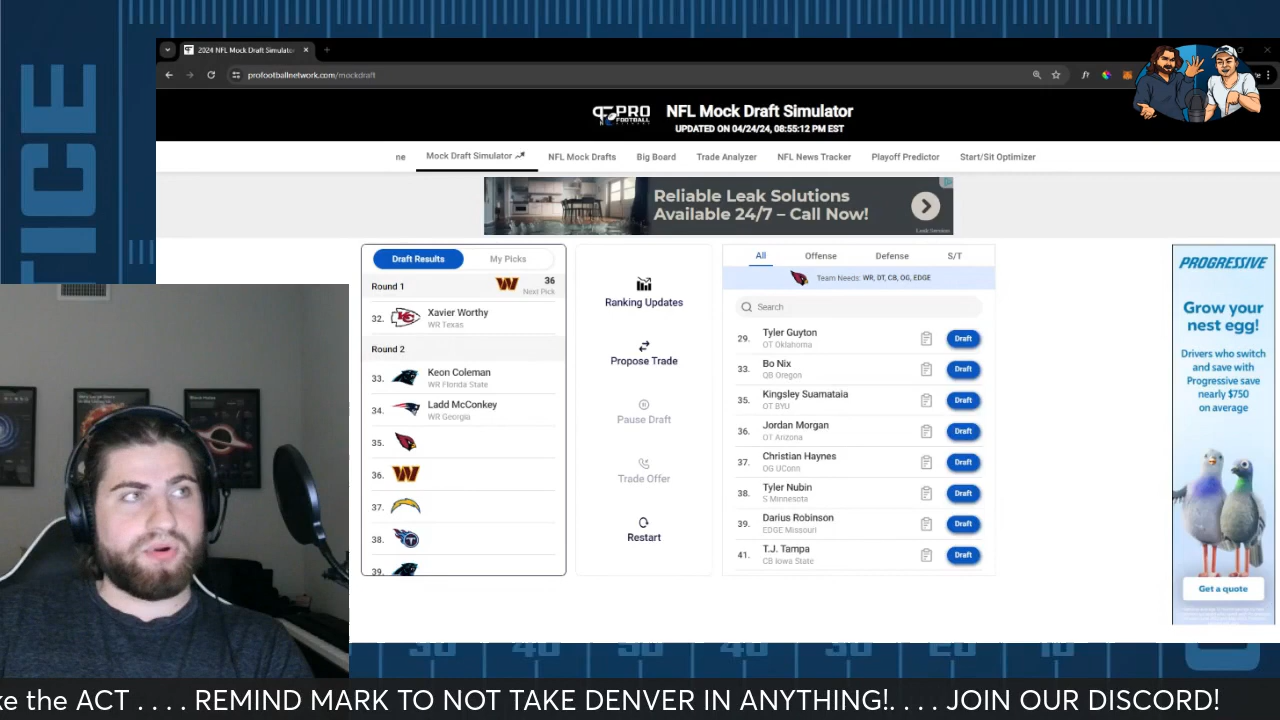 TICE
2024 NFL Mock Draft Simulato
profootballnetwork.com/mockdraft
PRO
FOOTBALL
NFL Mock Draft Simulator
UPDATED ON 04/24/24, 08:55:12 PM EST
ne
Mock Draft Simulator
NFL Mock Drafts
Big Board
Trade Analyzer
NFL News Tracker
Playoff Predictor
Start/Sit Optimizer
Reliable Leak Solutions
Available 24/7 – Call Now!
Leak Services
Draft Results
My Picks
Round 1
36
Next Pick
32.
Xavier Worthy
WR Texas
Round 2
33.
Keon Coleman
WR Florida State
34.
Ladd McConkey
WR Georgia
35.
36.
37.
38.
39.
Ranking Updates
Propose Trade
Pause Draft
Trade Offer
Restart
All
Offense
Defense
S/T
Team Needs: WR, DT, CB, OG, EDGE
Search
29.
Tyler Guyton
OT Oklahoma
Draft
33.
Bo Nix
QB Oregon
Draft
35.
Kingsley Suamataia
OT BYU
Draft
36.
Jordan Morgan
OT Arizona
Draft
37.
Christian Haynes
OG UConn
Draft
38.
Tyler Nubin
S Minnesota
Draft
39.
Darius Robinson
EDGE Missouri
Draft
41.
T.J. Tampa
CB Iowa State
Draft
PROGRESSIVE
Grow your
nest egg!
Drivers who switch
and save with
Progressive save
nearly $750
on average
Get a quote
ke the ACT . . . . REMIND MARK TO NOT TAKE DENVER IN ANYTHING!. . . . JOIN OUR DISCORD!